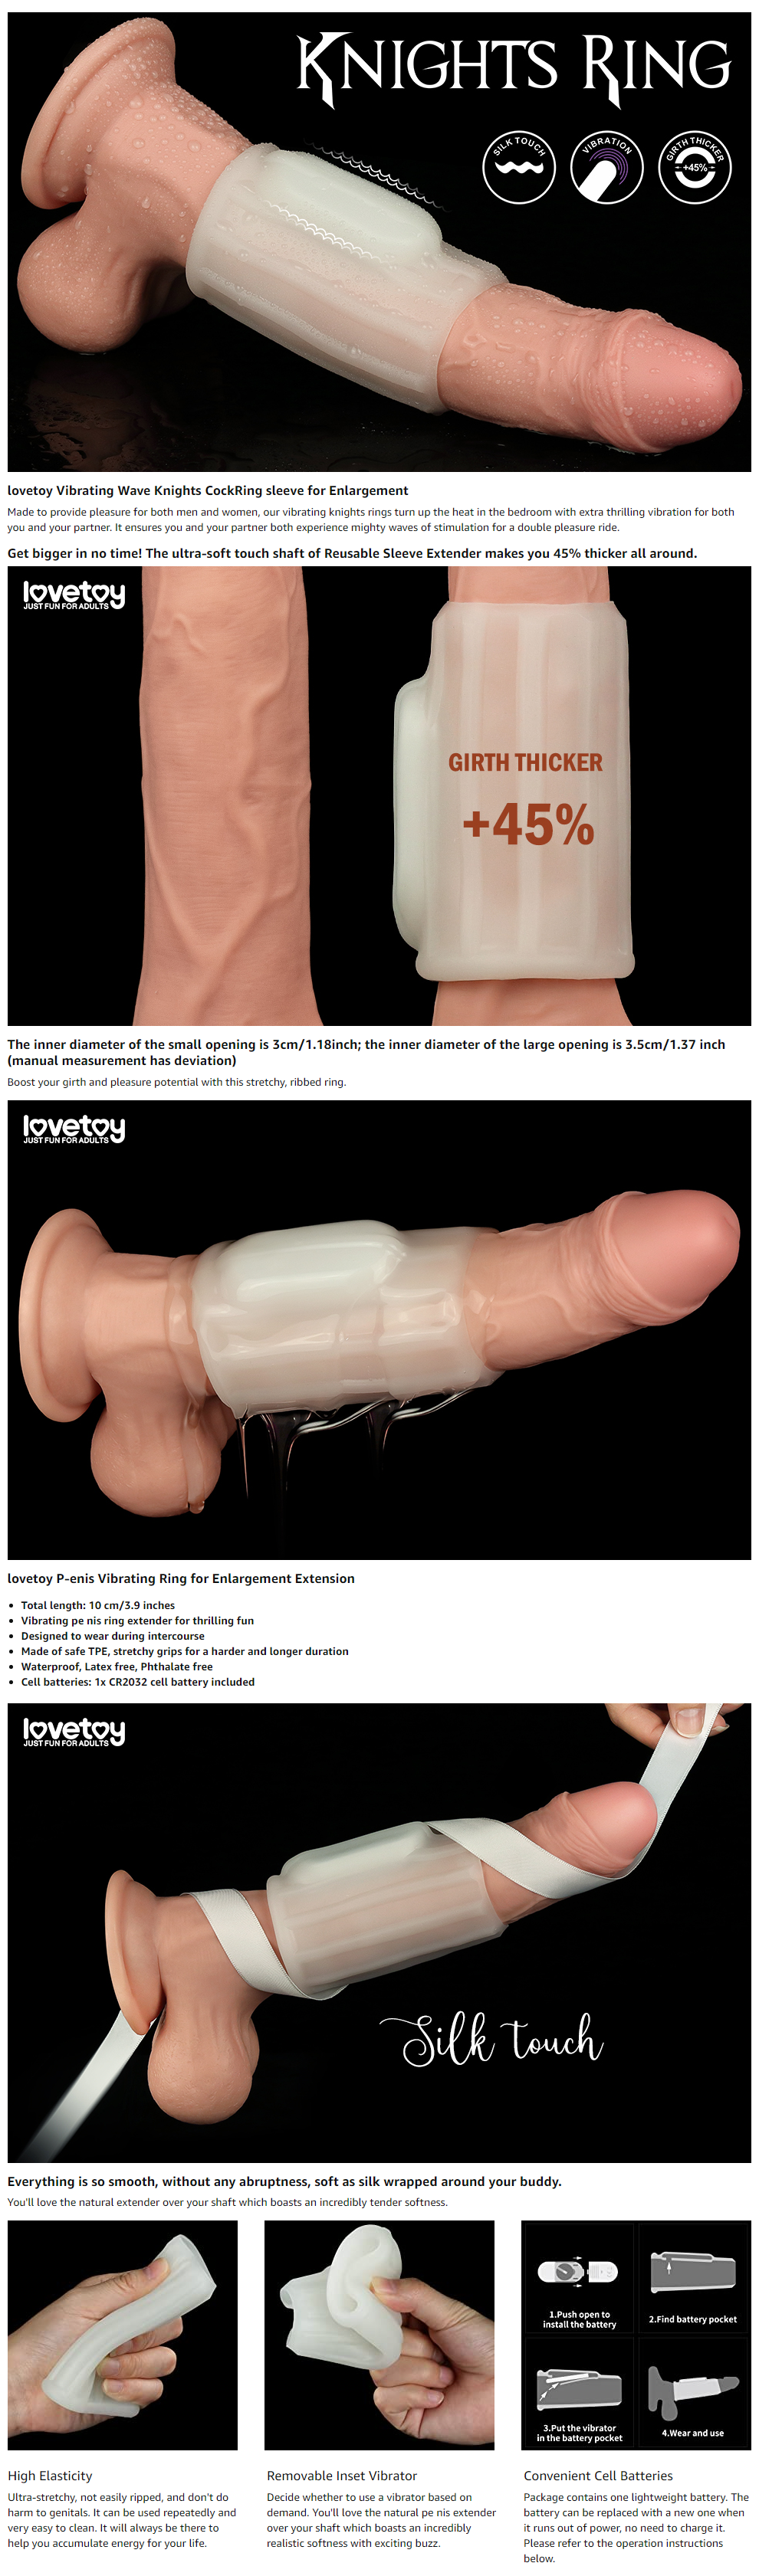 KNIGHTS RING
SILK TOUCH
VIBRATION
GIRTH THICKER
+45%
lovetoy Vibrating Wave Knights CockRing sleeve for Enlargement
Made to provide pleasure for both men and women, our vibrating knights rings turn up the heat in the bedroom with extra thrilling vibration for both
you and your partner. It ensures you and your partner both experience mighty waves of stimulation for a double pleasure ride.
Get bigger in no time! The ultra-soft touch shaft of Reusable Sleeve Extender makes you 45% thicker all around.
lovetoy
JUST FUN FOR ADULTS
GIRTH THICKER
+45%
The inner diameter of the small opening is 3cm/1.18inch; the inner diameter of the large opening is 3.5cm/1.37 inch
(manual measurement has deviation)
Boost your girth and pleasure potential with this stretchy, ribbed ring.
lovetoy
JUST FUN FOR ADULTS
lovetoy P-enis Vibrating Ring for Enlargement Extension
• Total length: 10 cm/3.9 inches
• Vibrating pe nis ring extender for thrilling fun
• Designed to wear during intercourse
• Made of safe TPE, stretchy grips for a harder and longer duration
• Waterproof, Latex free, Phthalate free
• Cell batteries: 1x CR2032 cell battery included
lovetoy
JUST FUN FOR ADULTS
Silk touch
Everything is so smooth, without any abruptness, soft as silk wrapped around your buddy.
You'll love the natural extender over your shaft which boasts an incredibly tender softness.
1.Push open to
install the battery
2.Find battery pocket
3.Put the vibrator
in the battery pocket
4.Wear and use
High Elasticity
Ultra-stretchy, not easily ripped, and don't do
harm to genitals. It can be used repeatedly and
very easy to clean. It will always be there to
help you accumulate energy for your life.
Removable Inset Vibrator
Decide whether to use a vibrator based on
demand. You'll love the natural pe nis extender
over your shaft which boasts an incredibly
realistic softness with exciting buzz.
Convenient Cell Batteries
Package contains one lightweight battery. The
battery can be replaced with a new one when
it runs out of power, no need to charge it.
Please refer to the operation instructions
below.